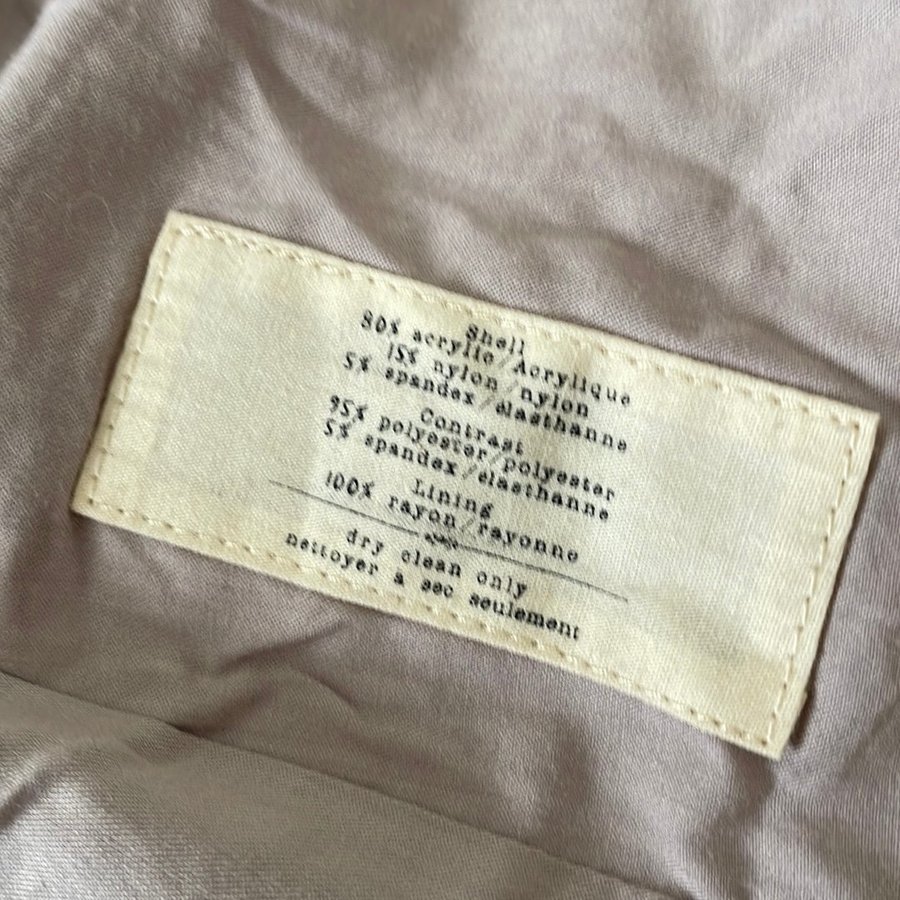 Shell
80% acrylic / Acrylique
15% nylon / nylon
5% spandex / elasthanne
Contrast
95% polyester / polyester
5% spandex / elasthanne
Lining
100% rayon / rayonne
dry clean only
nettoyer a sec seulement